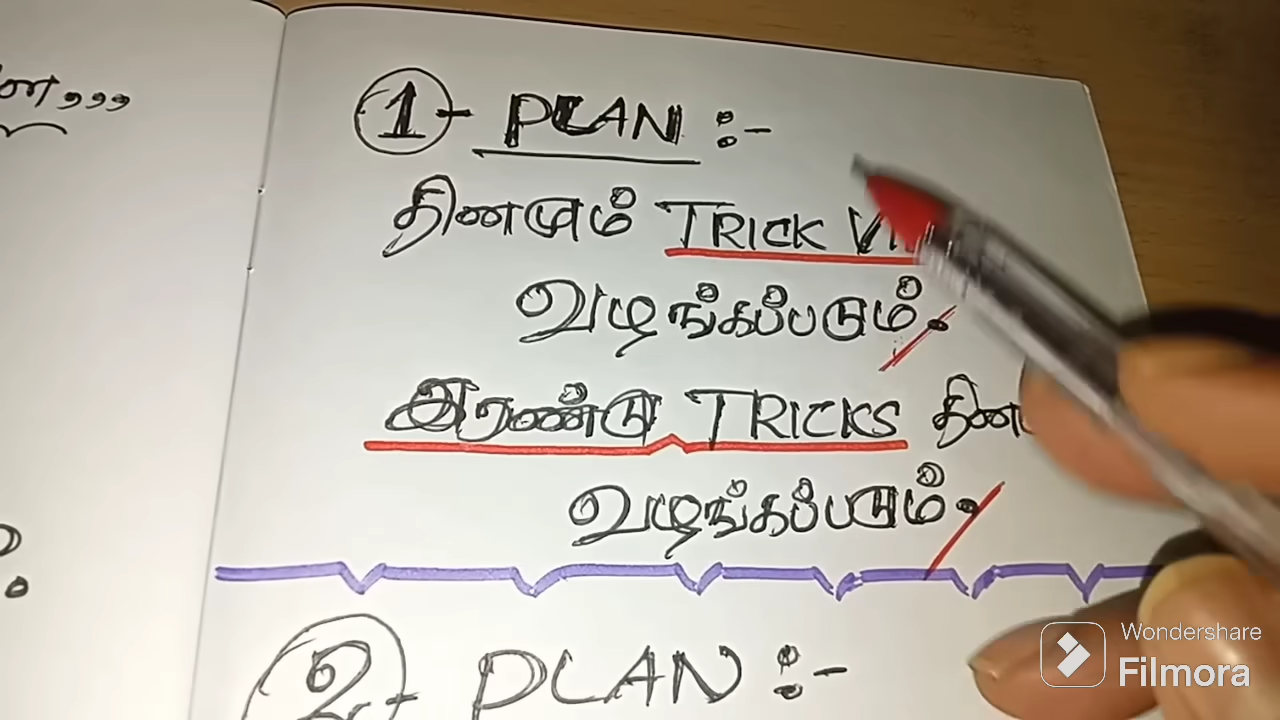 1- PLAN :-
தினமும் TRICK
வழங்கப்படும்.
இரண்டு TRICKS
வழங்கப்படும்.
2- PLAN :-
Wondershare
Filmora